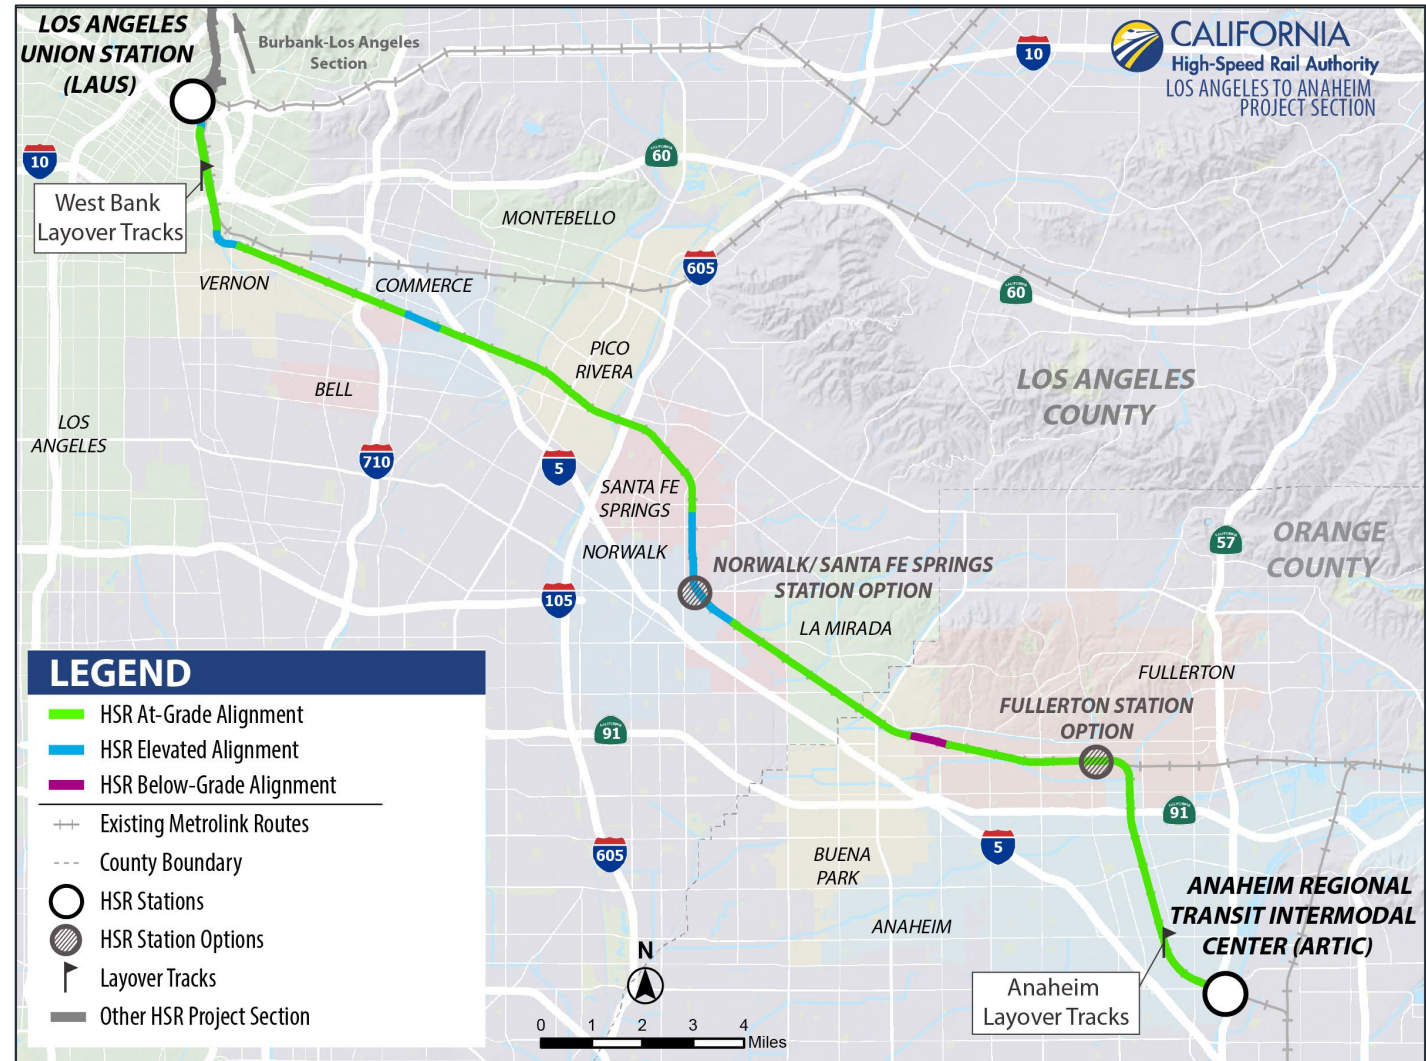 LOS ANGELES
UNION STATION
(LAUS)
Burbank-Los Angeles
Section
CALIFORNIA
High-Speed Rail Authority
LOS ANGELES TO ANAHEIM
PROJECT SECTION
10
10
CALIFORNIA
60
West Bank
Layover Tracks
MONTEBELLO
605
VERNON
COMMERCE
CALIFORNIA
60
PICO
RIVERA
BELL
LOS ANGELES
COUNTY
LOS
ANGELES
710
5
SANTA FE
SPRINGS
NORWALK
CALIFORNIA
57
ORANGE
COUNTY
NORWALK/ SANTA FE SPRINGS
STATION OPTION
105
LA MIRADA
FULLERTON
FULLERTON STATION
OPTION
LEGEND
HSR At-Grade Alignment
HSR Elevated Alignment
HSR Below-Grade Alignment
Existing Metrolink Routes
County Boundary
HSR Stations
HSR Station Options
Layover Tracks
Other HSR Project Section
CALIFORNIA
91
CALIFORNIA
91
605
5
BUENA
PARK
ANAHEIM
ANAHEIM REGIONAL
TRANSIT INTERMODAL
CENTER (ARTIC)
Anaheim
Layover Tracks
N
0 1 2 3 4
Miles